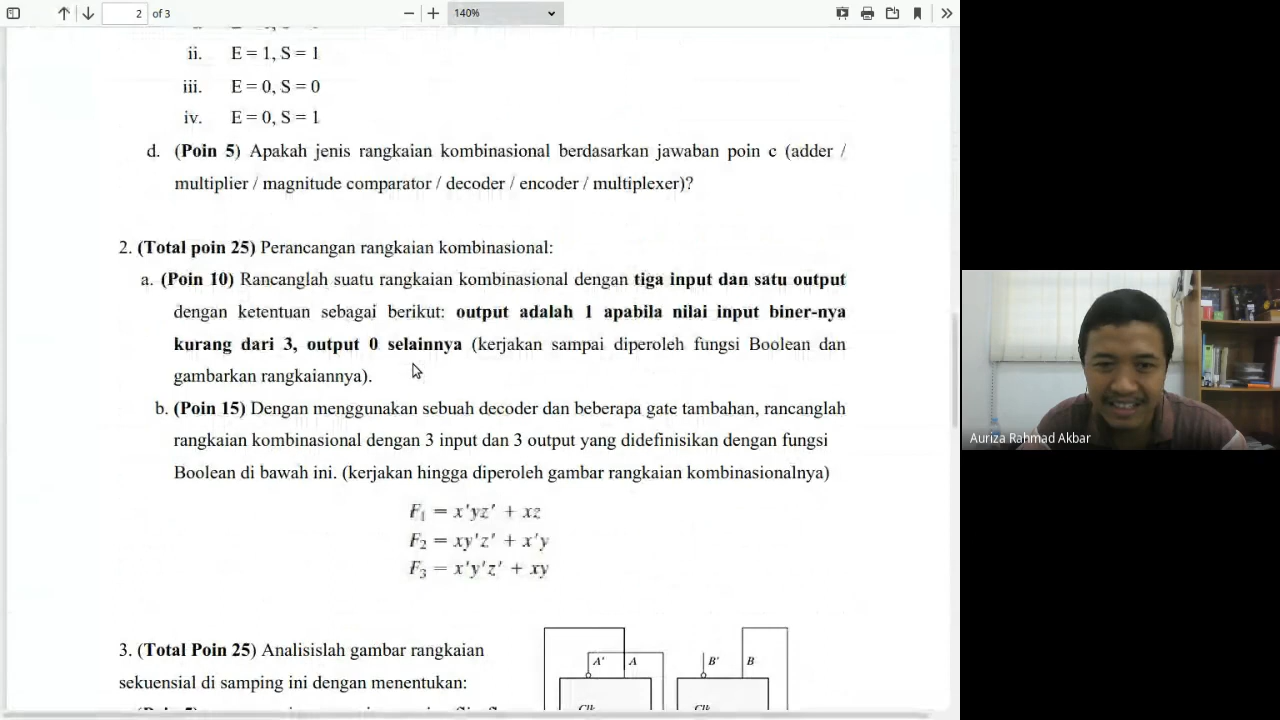 2 of 3
140%
ii. E = 1, S = 1
iii. E = 0, S = 0
iv. E = 0, S = 1
d. (Poin 5) Apakah jenis rangkaian kombinasional berdasarkan jawaban poin c (adder /
multiplier / magnitude comparator / decoder / encoder / multiplexer)?
2. (Total poin 25) Perancangan rangkaian kombinasional:
a. (Poin 10) Rancanglah suatu rangkaian kombinasional dengan tiga input dan satu output
dengan ketentuan sebagai berikut: output adalah 1 apabila nilai input biner-nya
kurang dari 3, output 0 selainnya (kerjakan sampai diperoleh fungsi Boolean dan
gambarkan rangkaiannya).
b. (Poin 15) Dengan menggunakan sebuah decoder dan beberapa gate tambahan, rancanglah
rangkaian kombinasional dengan 3 input dan 3 output yang didefinisikan dengan fungsi
Boolean di bawah ini. (kerjakan hingga diperoleh gambar rangkaian kombinasionalnya)
F₁ = x'yz' + xz
F₂ = xy'z' + x'y
F₃ = x'y'z' + xy
3. (Total Poin 25) Analisislah gambar rangkaian
sekuensial di samping ini dengan menentukan:
A' A B' B
Clk Clk
Auriza Rahmad Akbar